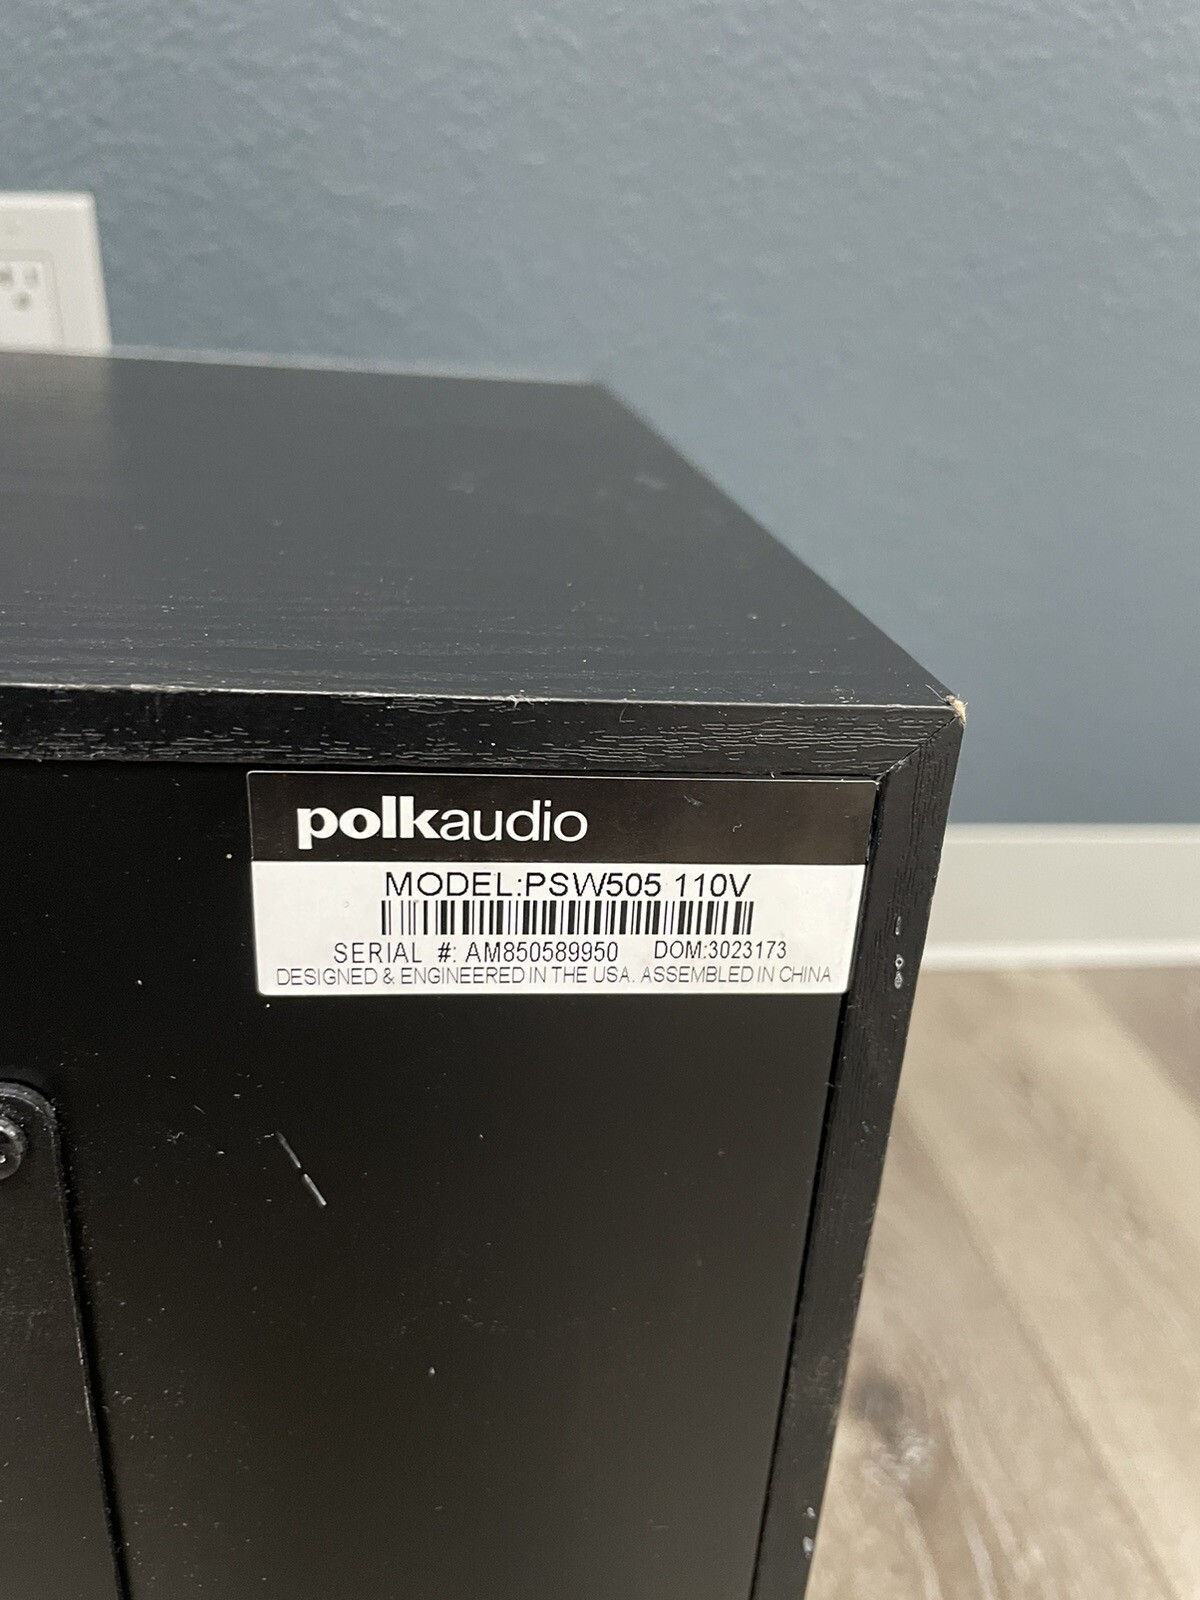 polkaudio
MODEL:PSW505 110V
SERIAL #: AM850589950 DOM:3023173
DESIGNED & ENGINEERED IN THE USA. ASSEMBLED IN CHINA